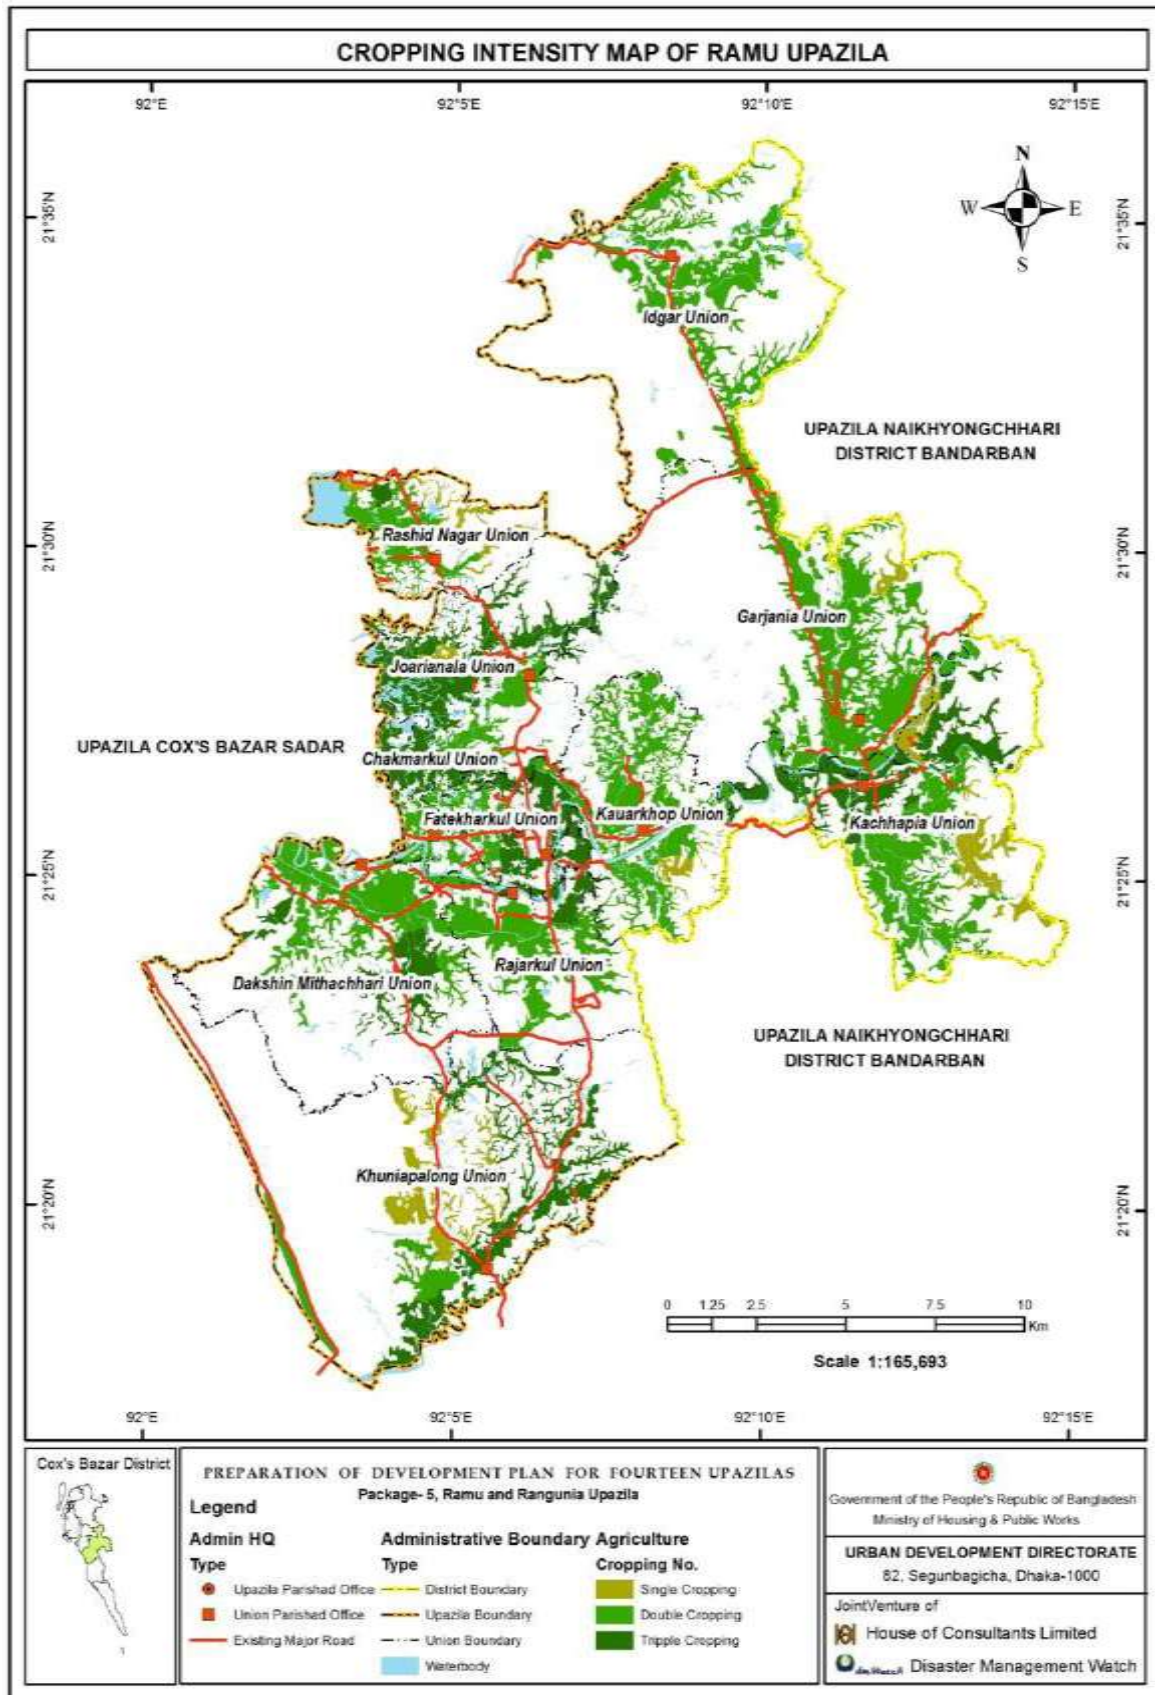 CROPPING INTENSITY MAP OF RAMU UPAZILA
92°E
92°5'E
92°10'E
92°15'E
21°35'N
21°35'N
N
W
E
S
Idgar Union
UPAZILA NAIKHYONGCHHARI
DISTRICT BANDARBAN
21°30'N
21°30'N
Rashid Nagar Union
Garjania Union
Joarianala Union
UPAZILA COX'S BAZAR SADAR
Chakmarkul Union
Fatekharkul Union
Kauarkhop Union
Kachhapia Union
21°25'N
21°25'N
Rajarkul Union
Dakshin Mithachhari Union
UPAZILA NAIKHYONGCHHARI
DISTRICT BANDARBAN
Khuniapalong Union
21°20'N
21°20'N
0 1.25 2.5 5 7.5 10
Km
Scale 1:165,693
92°E
92°5'E
92°10'E
92°15'E
Cox's Bazar District
PREPARATION OF DEVELOPMENT PLAN FOR FOURTEEN UPAZILAS
Package- 5, Ramu and Rangunia Upazila
Legend
Admin HQ
Type
Upazila Parishad Office
Union Parishad Office
Existing Major Road
Administrative Boundary
Type
District Boundary
Upazila Boundary
Union Boundary
Waterbody
Agriculture
Cropping No.
Single Cropping
Double Cropping
Tripple Cropping
Government of the People's Republic of Bangladesh
Ministry of Housing & Public Works
URBAN DEVELOPMENT DIRECTORATE
82, Segunbagicha, Dhaka-1000
JointVenture of
House of Consultants Limited
Disaster Management Watch